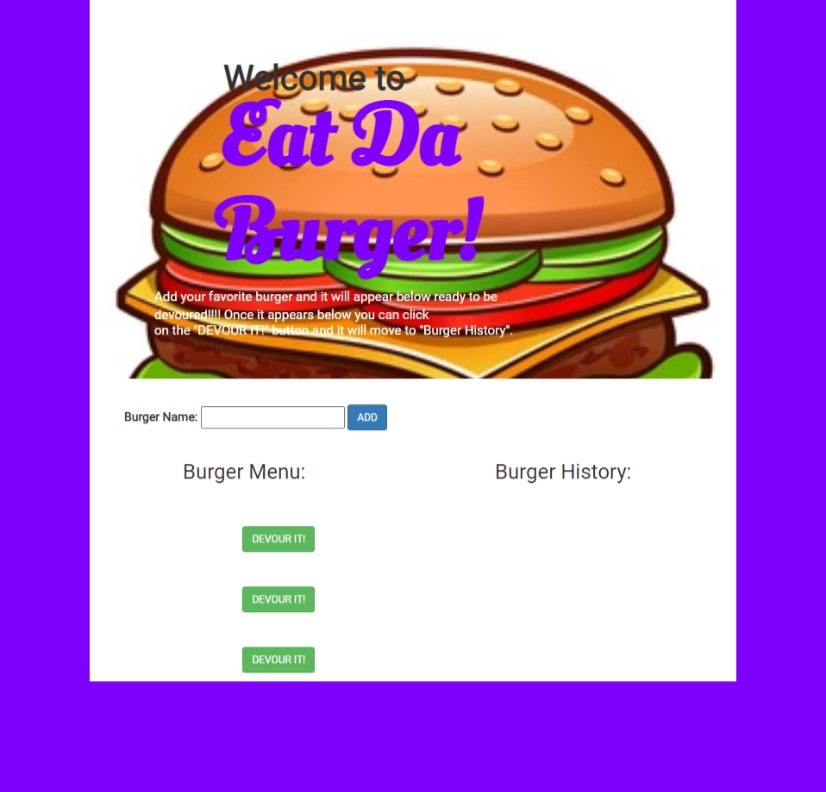 Welcome to
Eat Da
Burger!
Add your favorite burger and it will appear below ready to be
devoured!!!! Once it appears below you can click
on the "DEVOUR IT!" button and it will move to "Burger History".
Burger Name: ADD
Burger Menu: Burger History:
DEVOUR IT!
DEVOUR IT!
DEVOUR IT!